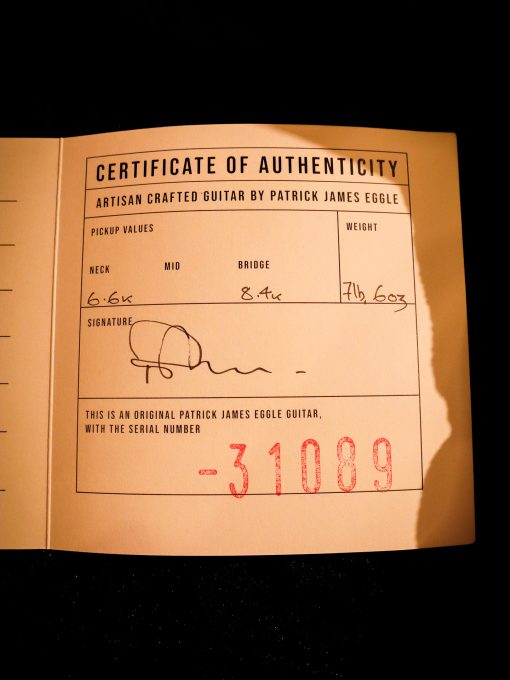 CERTIFICATE OF AUTHENTICITY
ARTISAN CRAFTED GUITAR BY PATRICK JAMES EGGLE
PICKUP VALUES
WEIGHT
NECK MID BRIDGE
6.6K 8.4K 7lb, 6oz
SIGNATURE
THIS IS AN ORIGINAL PATRICK JAMES EGGLE GUITAR,
WITH THE SERIAL NUMBER
-31089